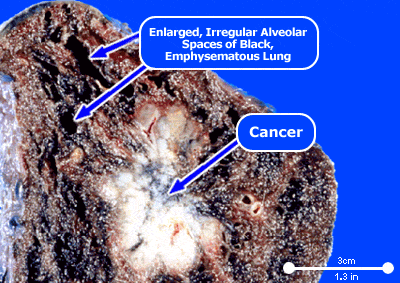 Enlarged, Irregular Alveolar
Spaces of Black,
Emphysematous Lung
Cancer
3cm
1.3 in